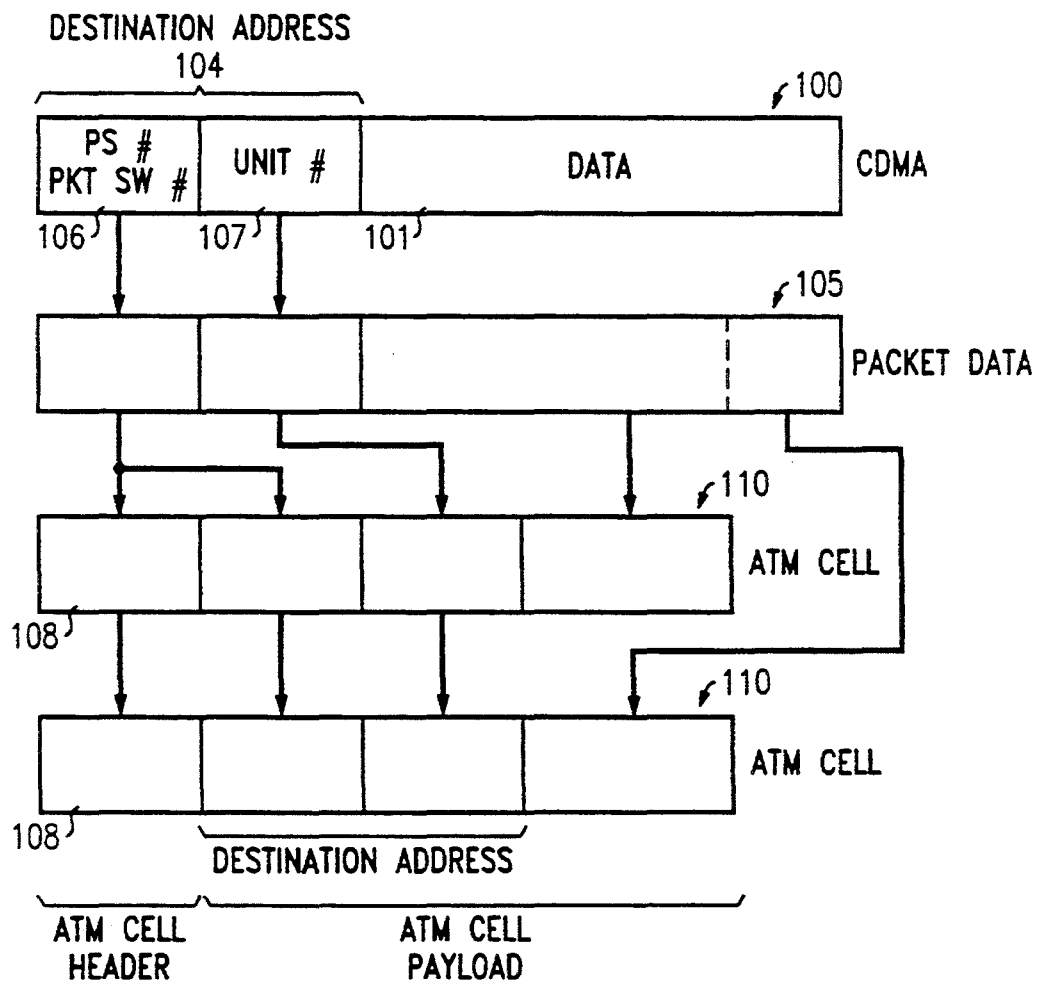 DESTINATION ADDRESS
104
100
PS #
PKT SW #
UNIT #
DATA
CDMA
106
107
101
105
PACKET DATA
110
ATM CELL
108
110
ATM CELL
108
DESTINATION ADDRESS
ATM CELL
HEADER
ATM CELL
PAYLOAD